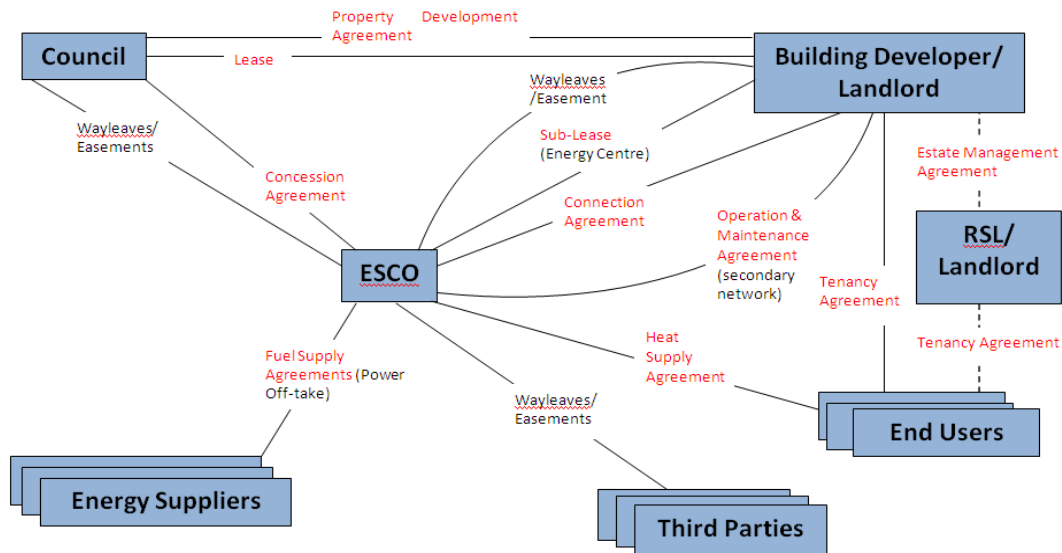 Property Development
Agreement
Council
Lease
Building Developer/
Landlord
Wayleaves
/Easement
Wayleaves/
Easements
Sub-Lease
(Energy Centre)
Estate Management
Agreement
Concession
Agreement
Connection
Agreement
Operation &
Maintenance
Agreement
(secondary
network)
RSL/
Landlord
ESCO
Tenancy
Agreement
Fuel Supply
Agreements (Power
Off-take)
Heat
Supply
Agreement
Tenancy Agreement
Wayleaves/
Easements
End Users
Energy Suppliers
Third Parties